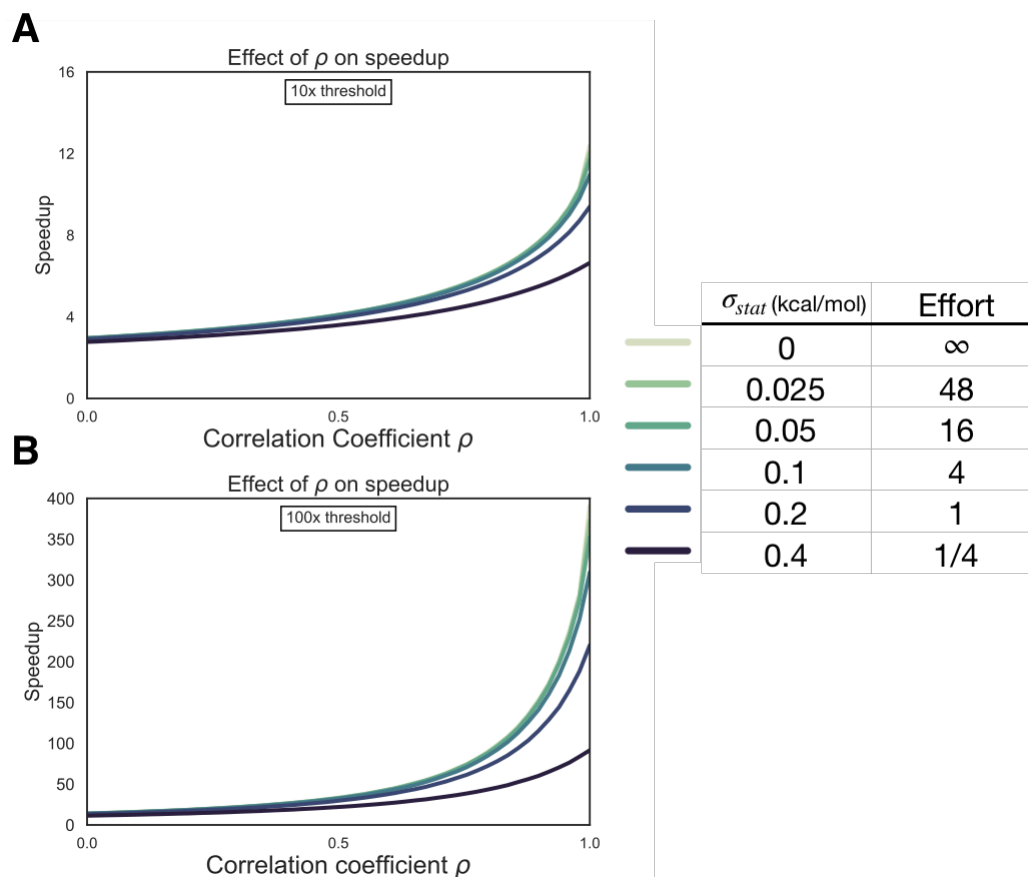 A
Effect of ρ on speedup
10x threshold
16
12
8
4
0
Speedup
0.0 0.5 1.0
Correlation Coefficient ρ
B
Effect of ρ on speedup
100x threshold
400
350
300
250
200
150
100
50
0
Speedup
0.0 0.5 1.0
Correlation coefficient ρ
σstat (kcal/mol) Effort
0 ∞
0.025 48
0.05 16
0.1 4
0.2 1
0.4 1/4